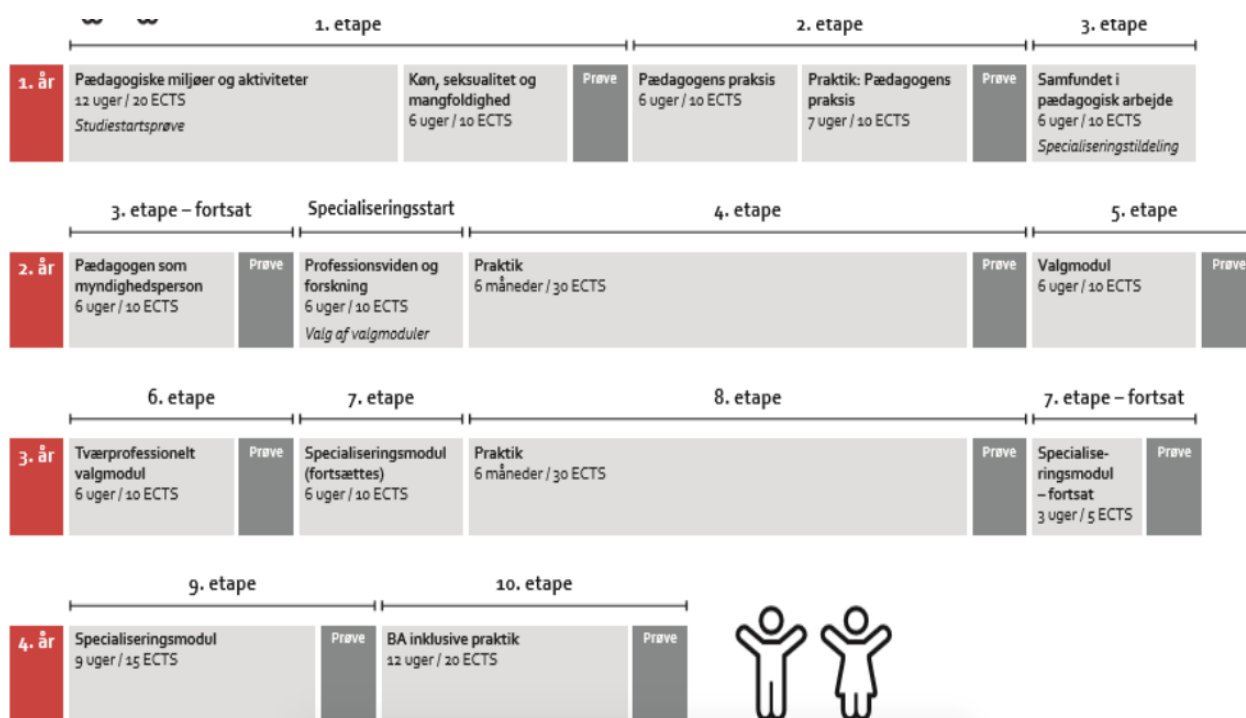 1. etape
2. etape
3. etape
1. år
Pædagogiske miljøer og aktiviteter
12 uger / 20 ECTS
Studiestartsprøve
Køn, seksualitet og
mangfoldighed
6 uger / 10 ECTS
Prøve
Pædagogens praksis
6 uger / 10 ECTS
Praktik: Pædagogens
praksis
7 uger / 10 ECTS
Prøve
Samfundet i
pædagogisk arbejde
6 uger / 10 ECTS
Specialiseringstildeling
3. etape – fortsat
Specialiseringsstart
4. etape
5. etape
2. år
Pædagogen som
myndighedsperson
6 uger / 10 ECTS
Prøve
Professionsviden og
forskning
6 uger / 10 ECTS
Valg af valgmoduler
Praktik
6 måneder / 30 ECTS
Prøve
Valgmodul
6 uger / 10 ECTS
Prøve
6. etape
7. etape
8. etape
7. etape – fortsat
3. år
Tværprofessionelt
valgmodul
6 uger / 10 ECTS
Prøve
Specialiseringsmodul
(fortsættes)
6 uger / 10 ECTS
Praktik
6 måneder / 30 ECTS
Prøve
Specialise-
ringsmodul
– fortsat
3 uger / 5 ECTS
Prøve
9. etape
10. etape
4. år
Specialiseringsmodul
9 uger / 15 ECTS
Prøve
BA inklusive praktik
12 uger / 20 ECTS
Prøve